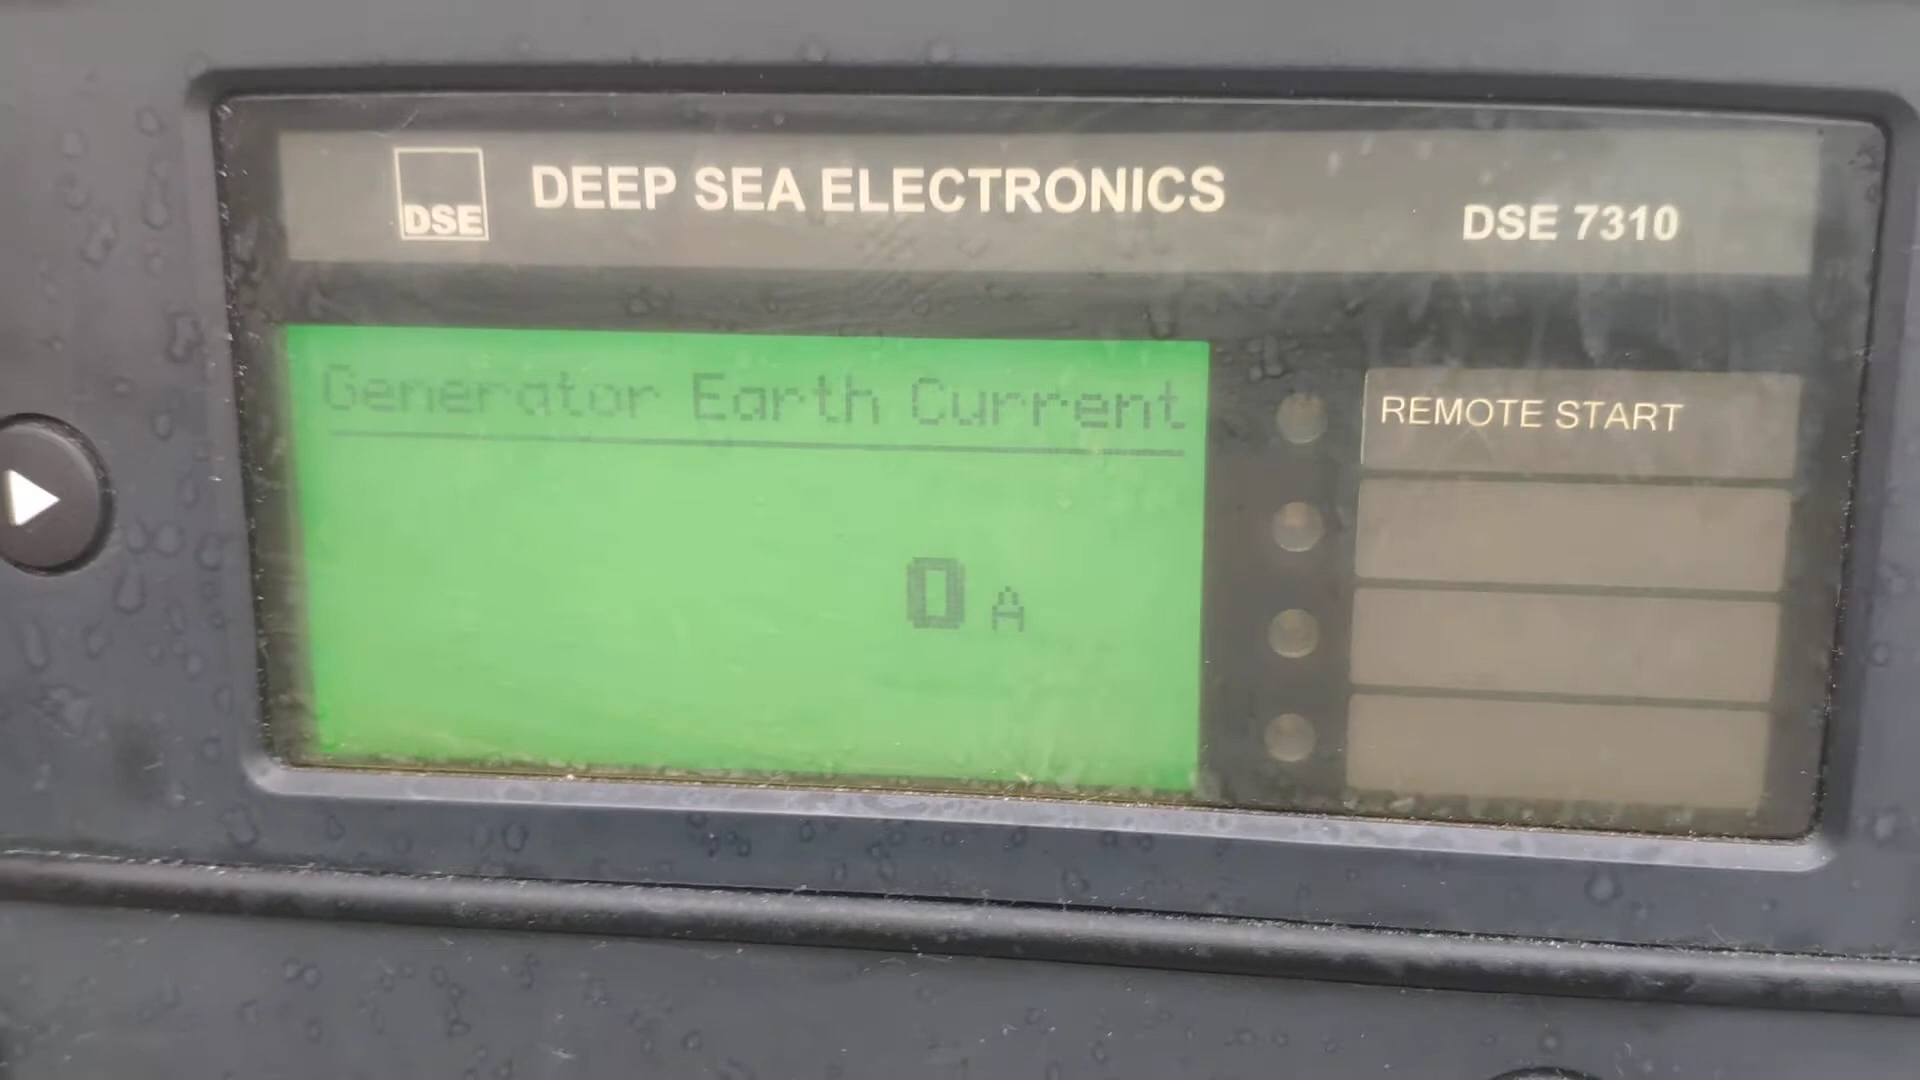 DSE
DEEP SEA ELECTRONICS
DSE 7310
Generator Earth Current
0 A
REMOTE START